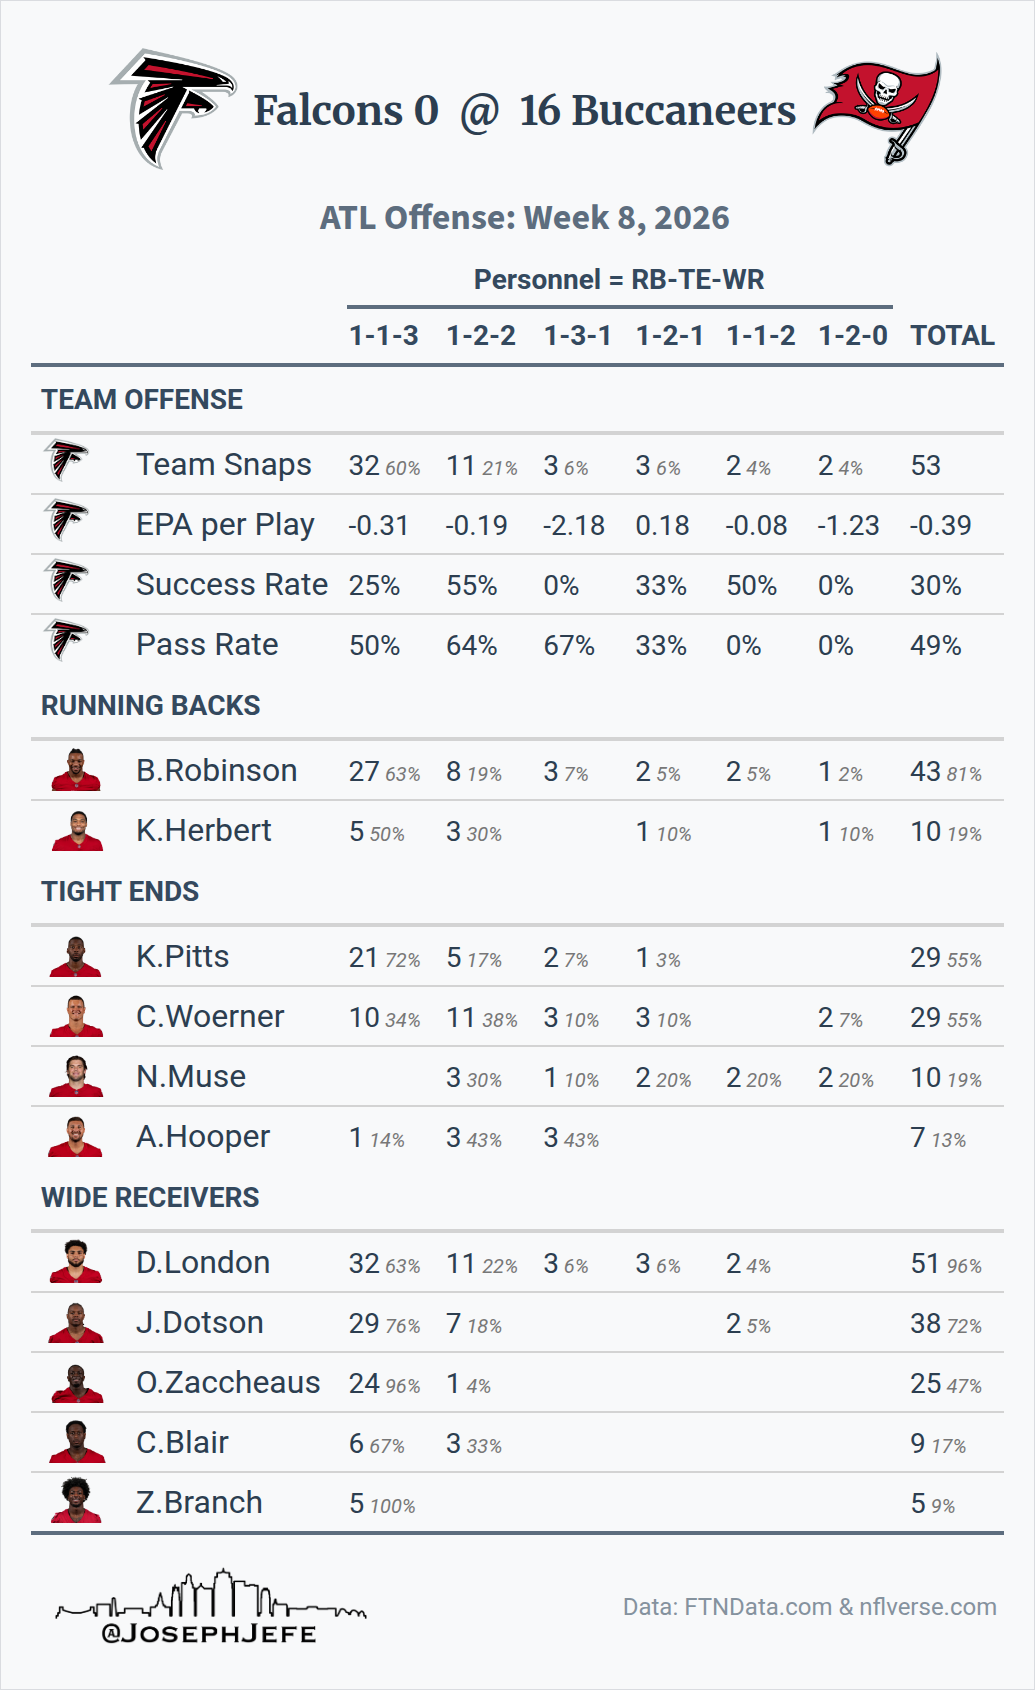 Falcons 0 @ 16 Buccaneers
ATL Offense: Week 8, 2026
Personnel = RB-TE-WR
1-1-3 1-2-2 1-3-1 1-2-1 1-1-2 1-2-0 TOTAL
TEAM OFFENSE
Team Snaps 32 60% 11 21% 3 6% 3 6% 2 4% 2 4% 53
EPA per Play -0.31 -0.19 -2.18 0.18 -0.08 -1.23 -0.39
Success Rate 25% 55% 0% 33% 50% 0% 30%
Pass Rate 50% 64% 67% 33% 0% 0% 49%
RUNNING BACKS
B.Robinson 27 63% 8 19% 3 7% 2 5% 2 5% 1 2% 43 81%
K.Herbert 5 50% 3 30% 1 10% 1 10% 10 19%
TIGHT ENDS
K.Pitts 21 72% 5 17% 2 7% 1 3% 29 55%
C.Woerner 10 34% 11 38% 3 10% 3 10% 2 7% 29 55%
N.Muse 3 30% 1 10% 2 20% 2 20% 2 20% 10 19%
A.Hooper 1 14% 3 43% 3 43% 7 13%
WIDE RECEIVERS
D.London 32 63% 11 22% 3 6% 3 6% 2 4% 51 96%
J.Dotson 29 76% 7 18% 2 5% 38 72%
O.Zaccheaus 24 96% 1 4% 25 47%
C.Blair 6 67% 3 33% 9 17%
Z.Branch 5 100% 5 9%
@JosephJefe
Data: FTNData.com & nflverse.com